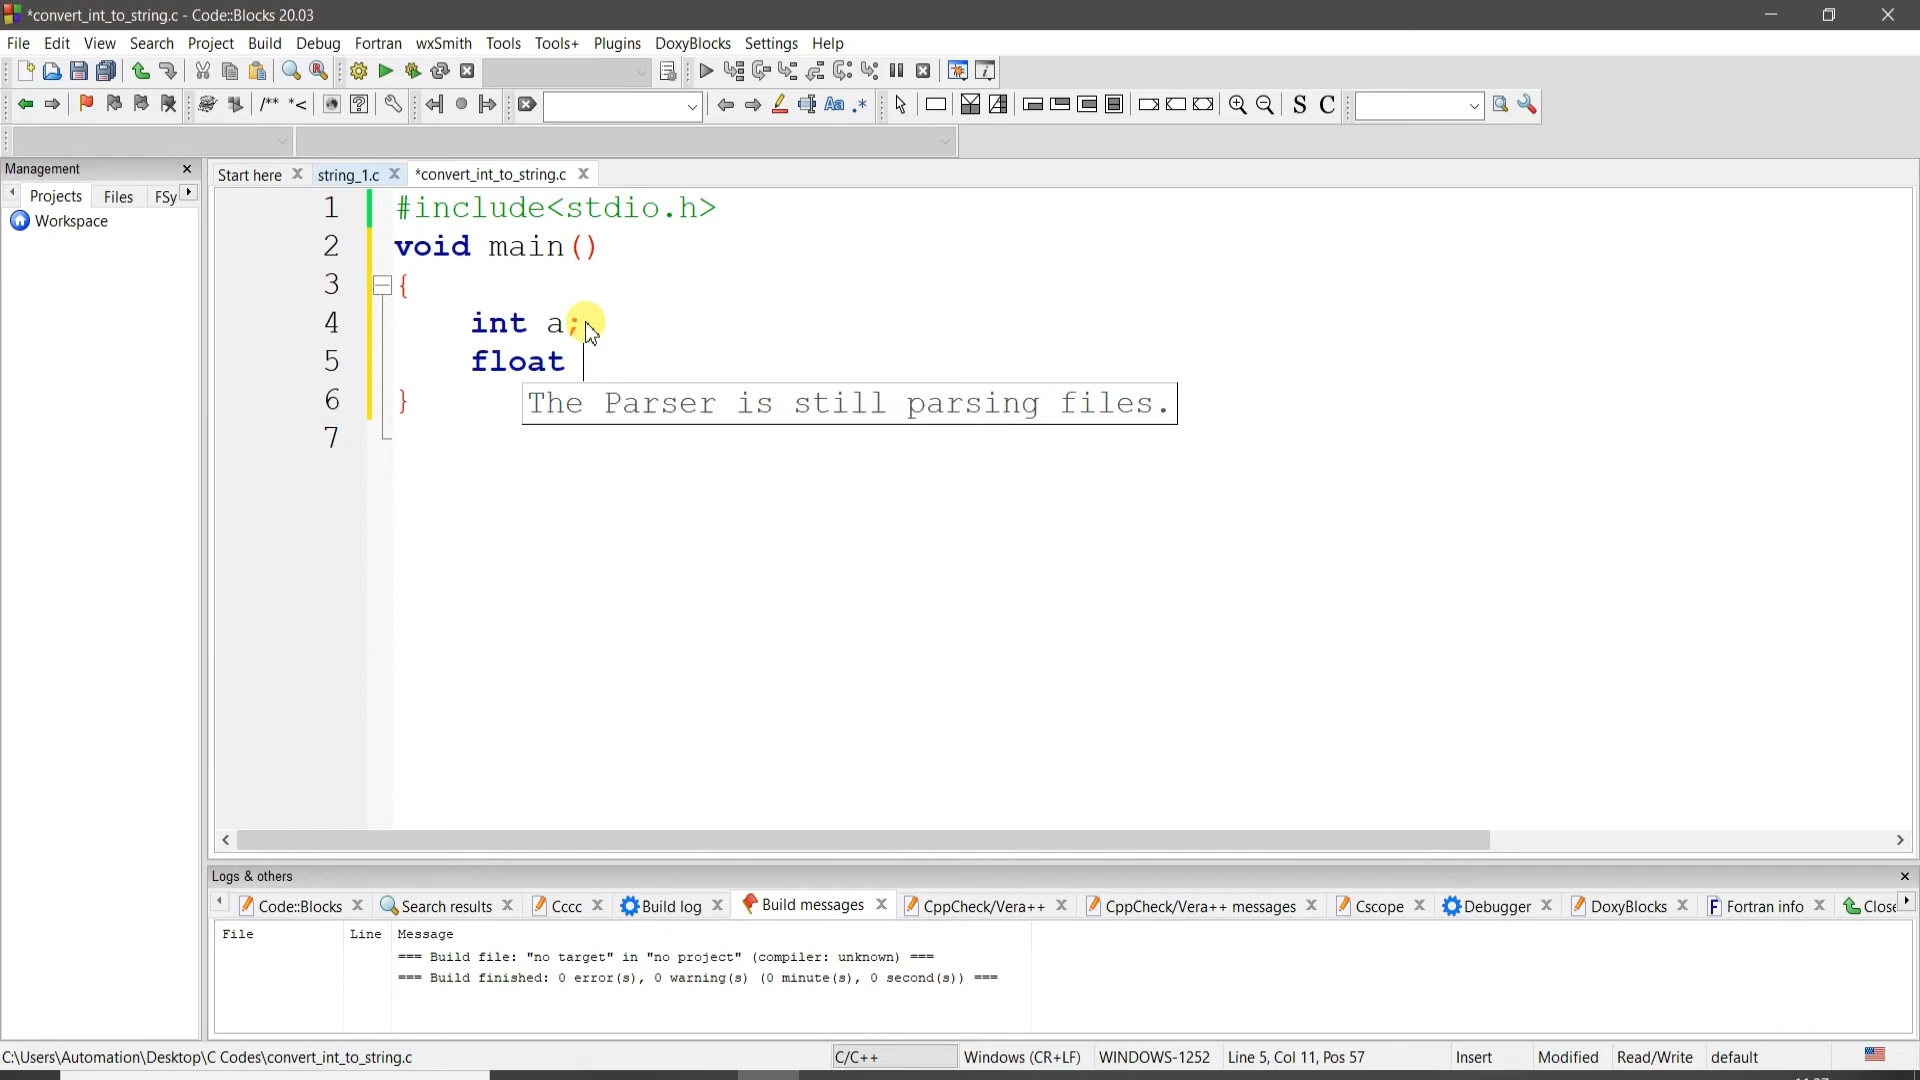 *convert_int_to_string.c - Code::Blocks 20.03
File Edit View Search Project Build Debug Fortran wxSmith Tools Tools+ Plugins DoxyBlocks Settings Help
/** *<
Aa .* S C
Management
Start here string_1.c *convert_int_to_string.c
Projects Files FSy
Workspace
1 #include<stdio.h>
2 void main()
3 {
4 int a;
5 float
6 }
The Parser is still parsing files.
7
Logs & others
Code::Blocks Search results Cccc Build log Build messages CppCheck/Vera++ CppCheck/Vera++ messages Cscope Debugger DoxyBlocks Fortran info Close
File Line Message
=== Build file: "no target" in "no project" (compiler: unknown) ===
=== Build finished: 0 error(s), 0 warning(s) (0 minute(s), 0 second(s)) ===
C:\Users\Automation\Desktop\C Codes\convert_int_to_string.c C/C++ Windows (CR+LF) WINDOWS-1252 Line 5, Col 11, Pos 57 Insert Modified Read/Write default